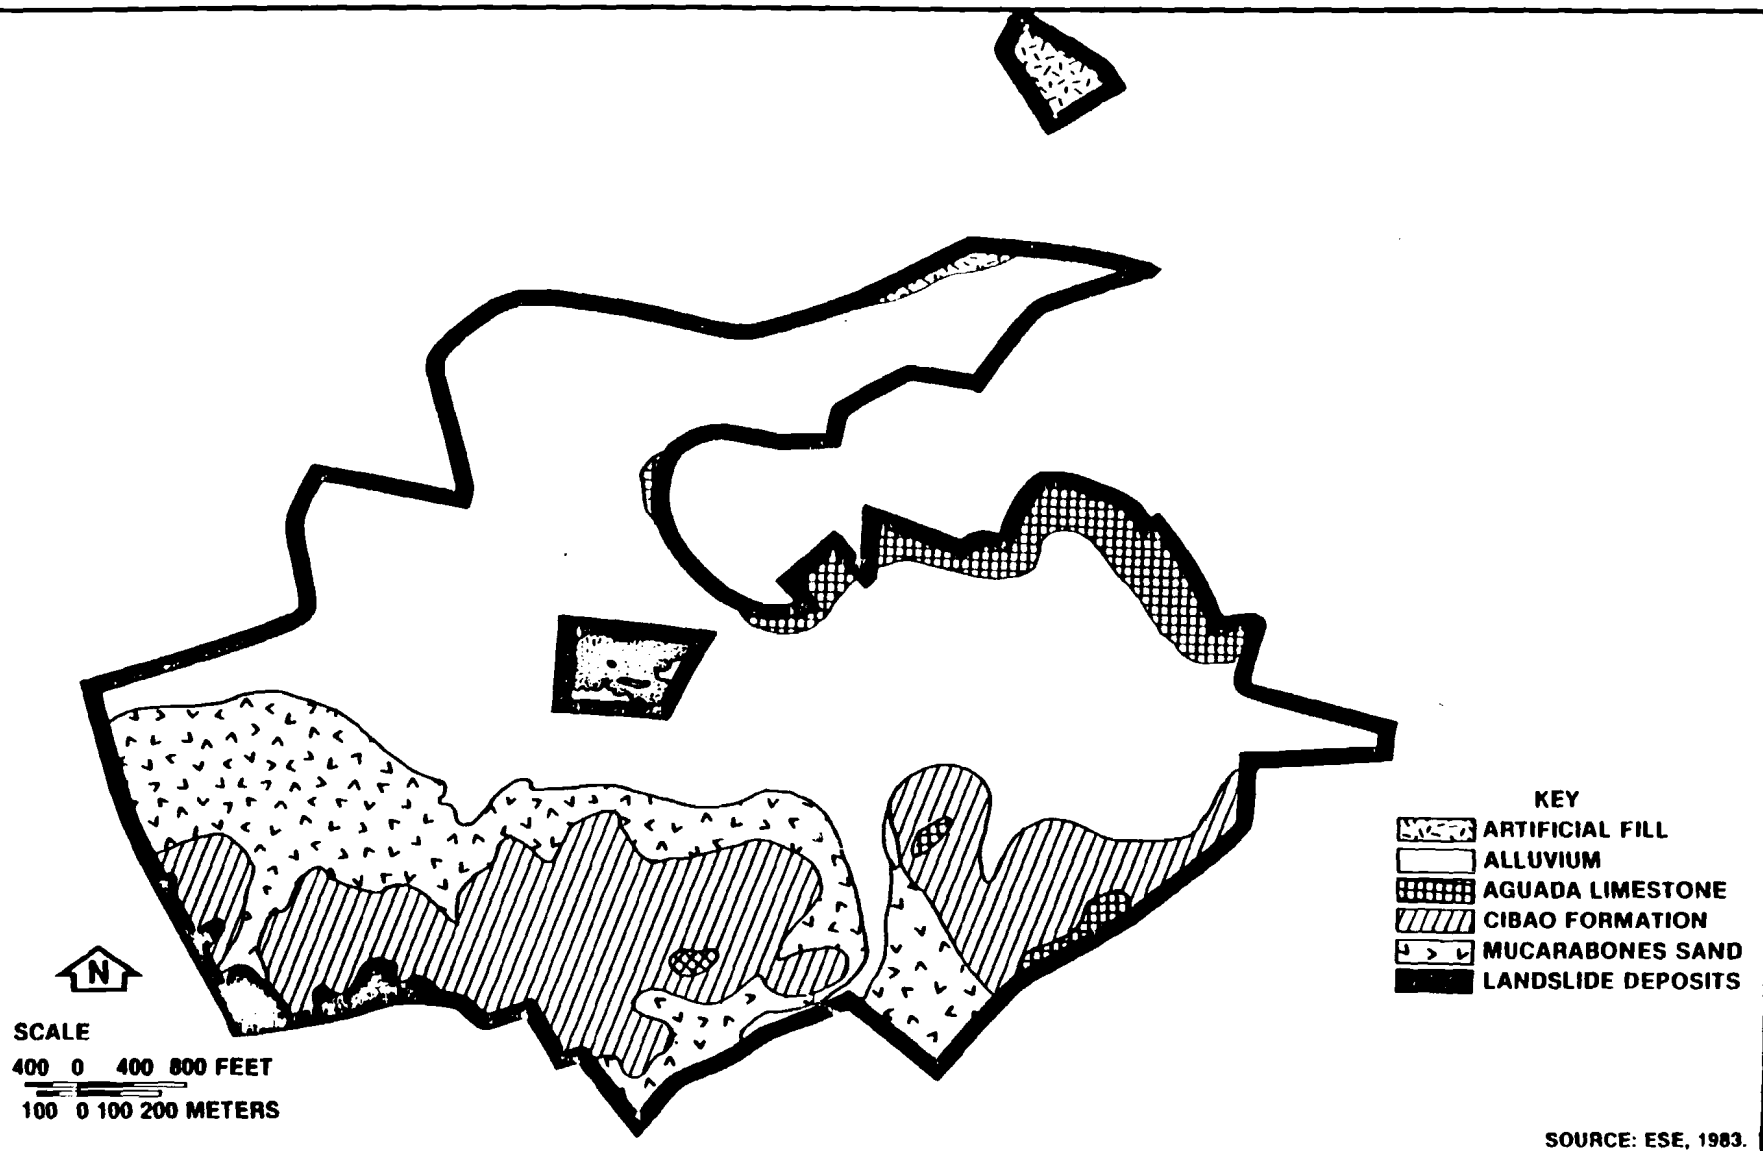 KEY
ARTIFICIAL FILL
ALLUVIUM
AGUADA LIMESTONE
CIBAO FORMATION
MUCARABONES SAND
LANDSLIDE DEPOSITS
N
SCALE
400 0 400 800 FEET
100 0 100 200 METERS
SOURCE: ESE, 1983.